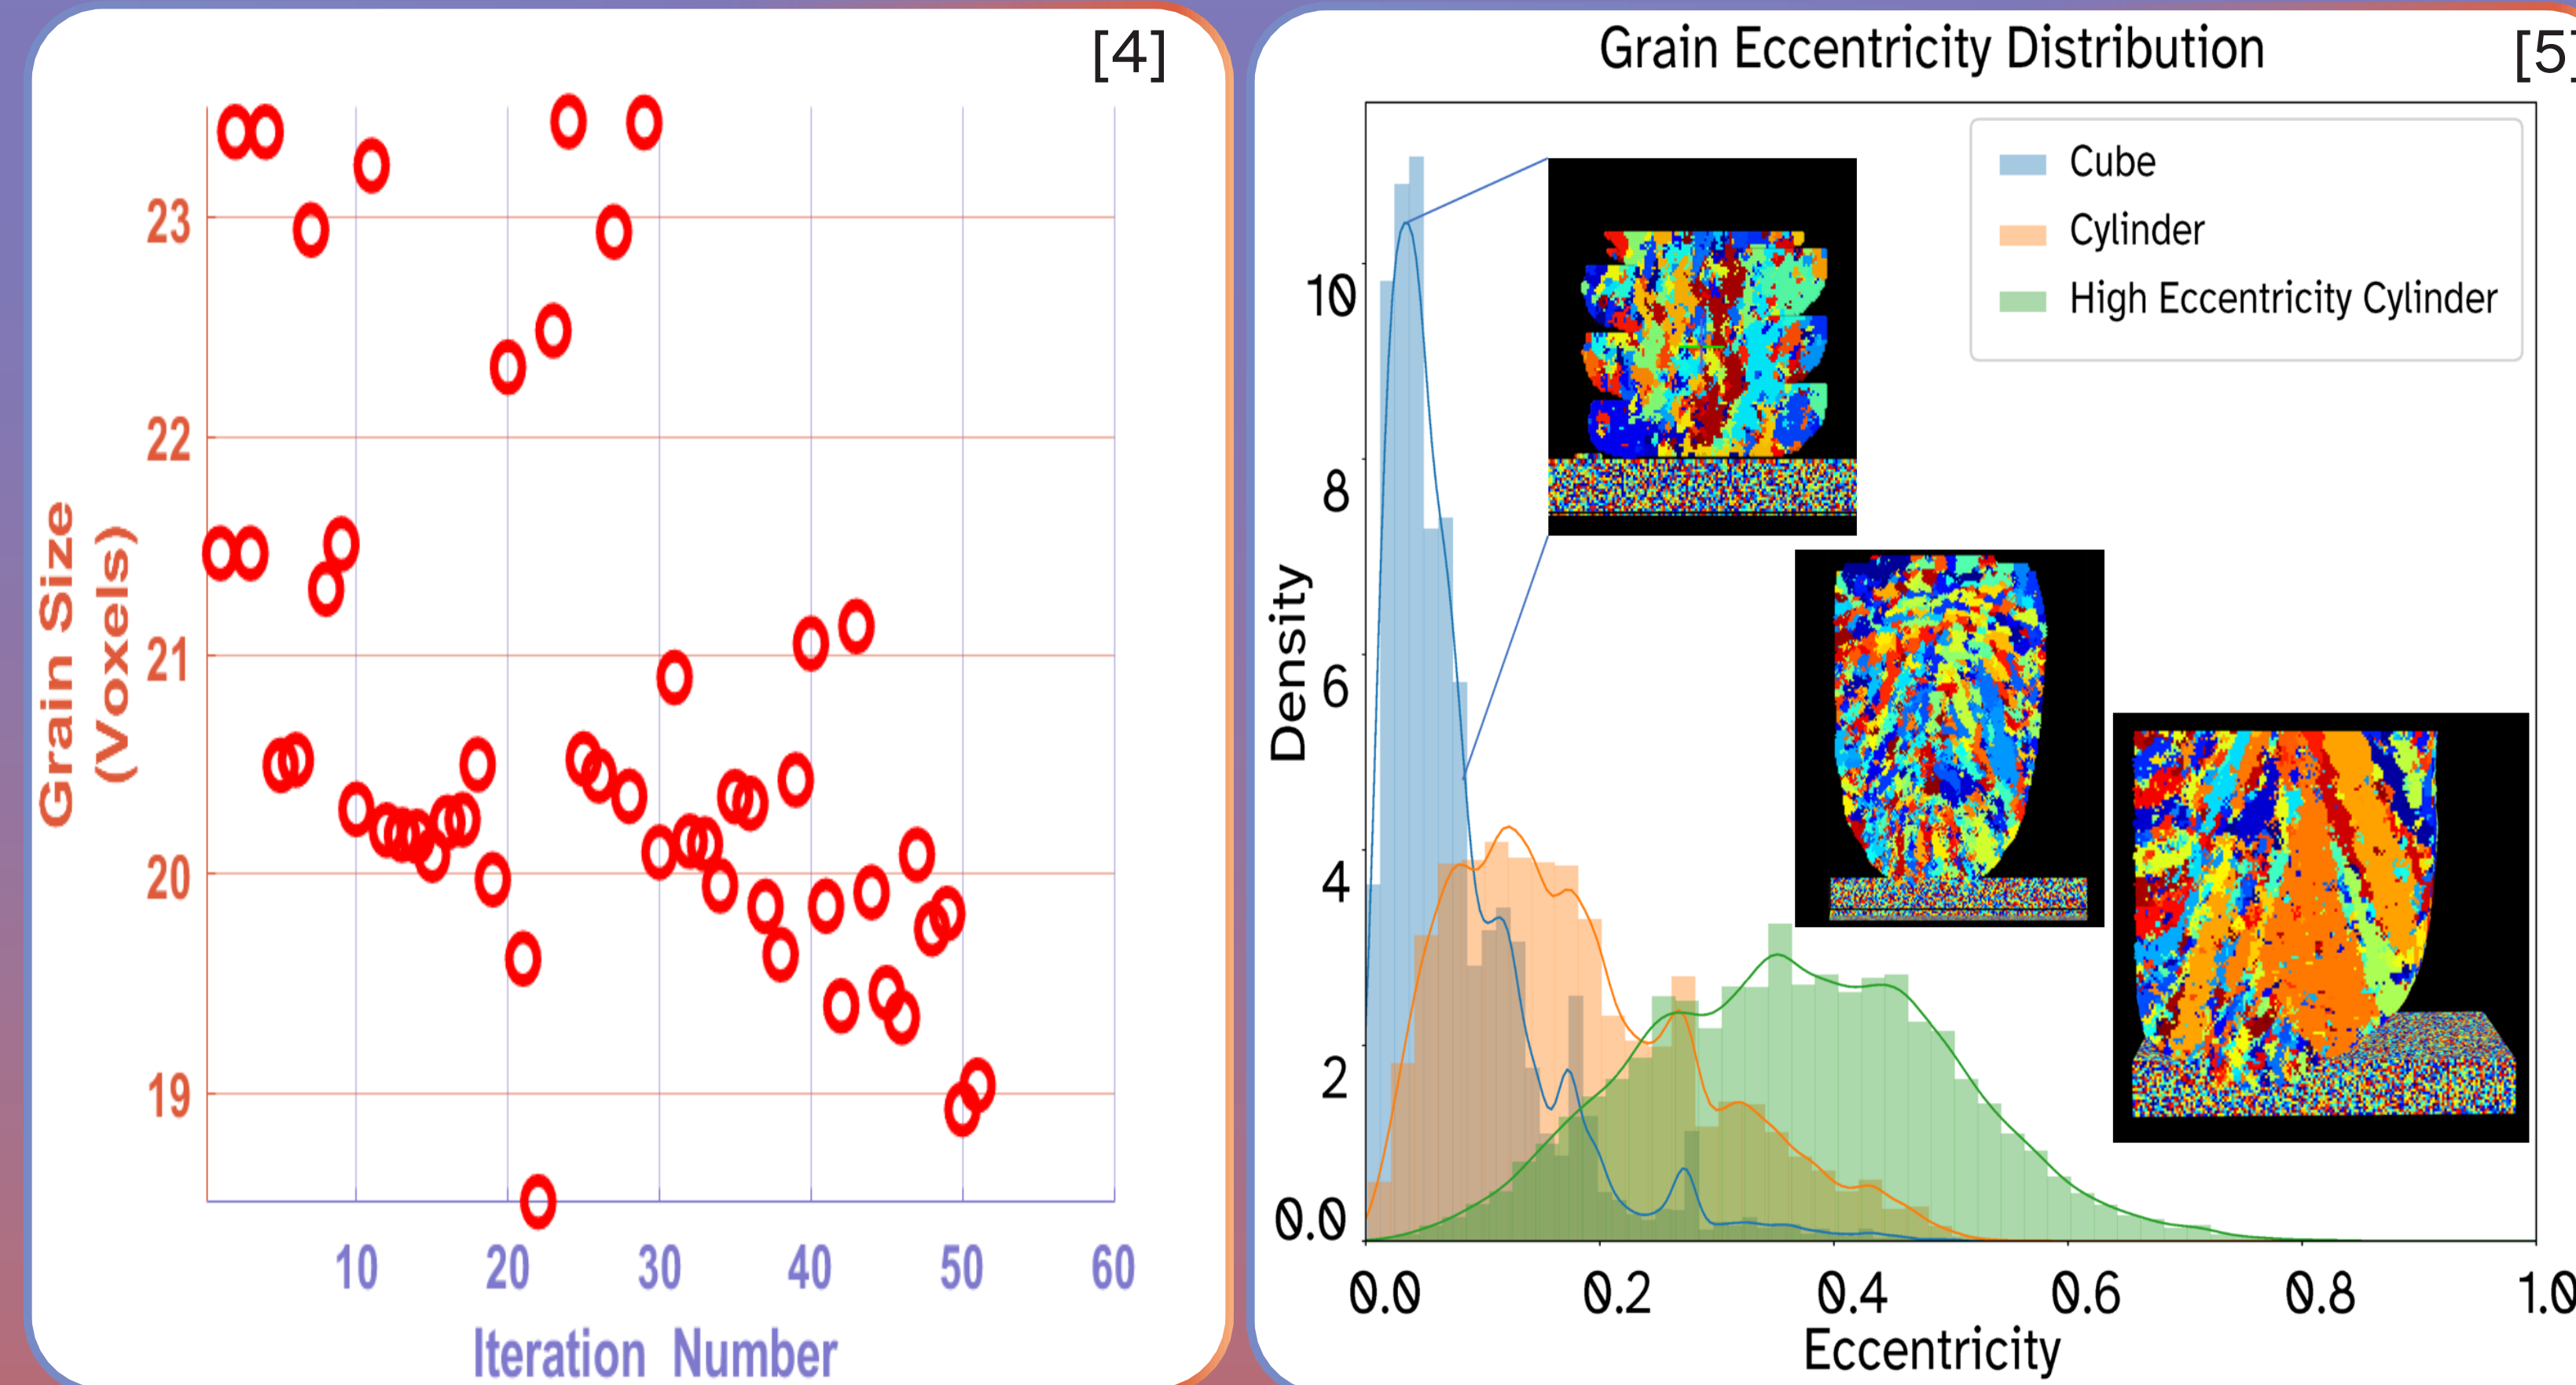 [4]
23
22
21
20
19
Grain Size
(Voxels)
10 20 30 40 50 60
Iteration Number
Grain Eccentricity Distribution
[5]
Cube
Cylinder
High Eccentricity Cylinder
10
8
6
4
2
0.0
Density
0.0 0.2 0.4 0.6 0.8 1.0
Eccentricity